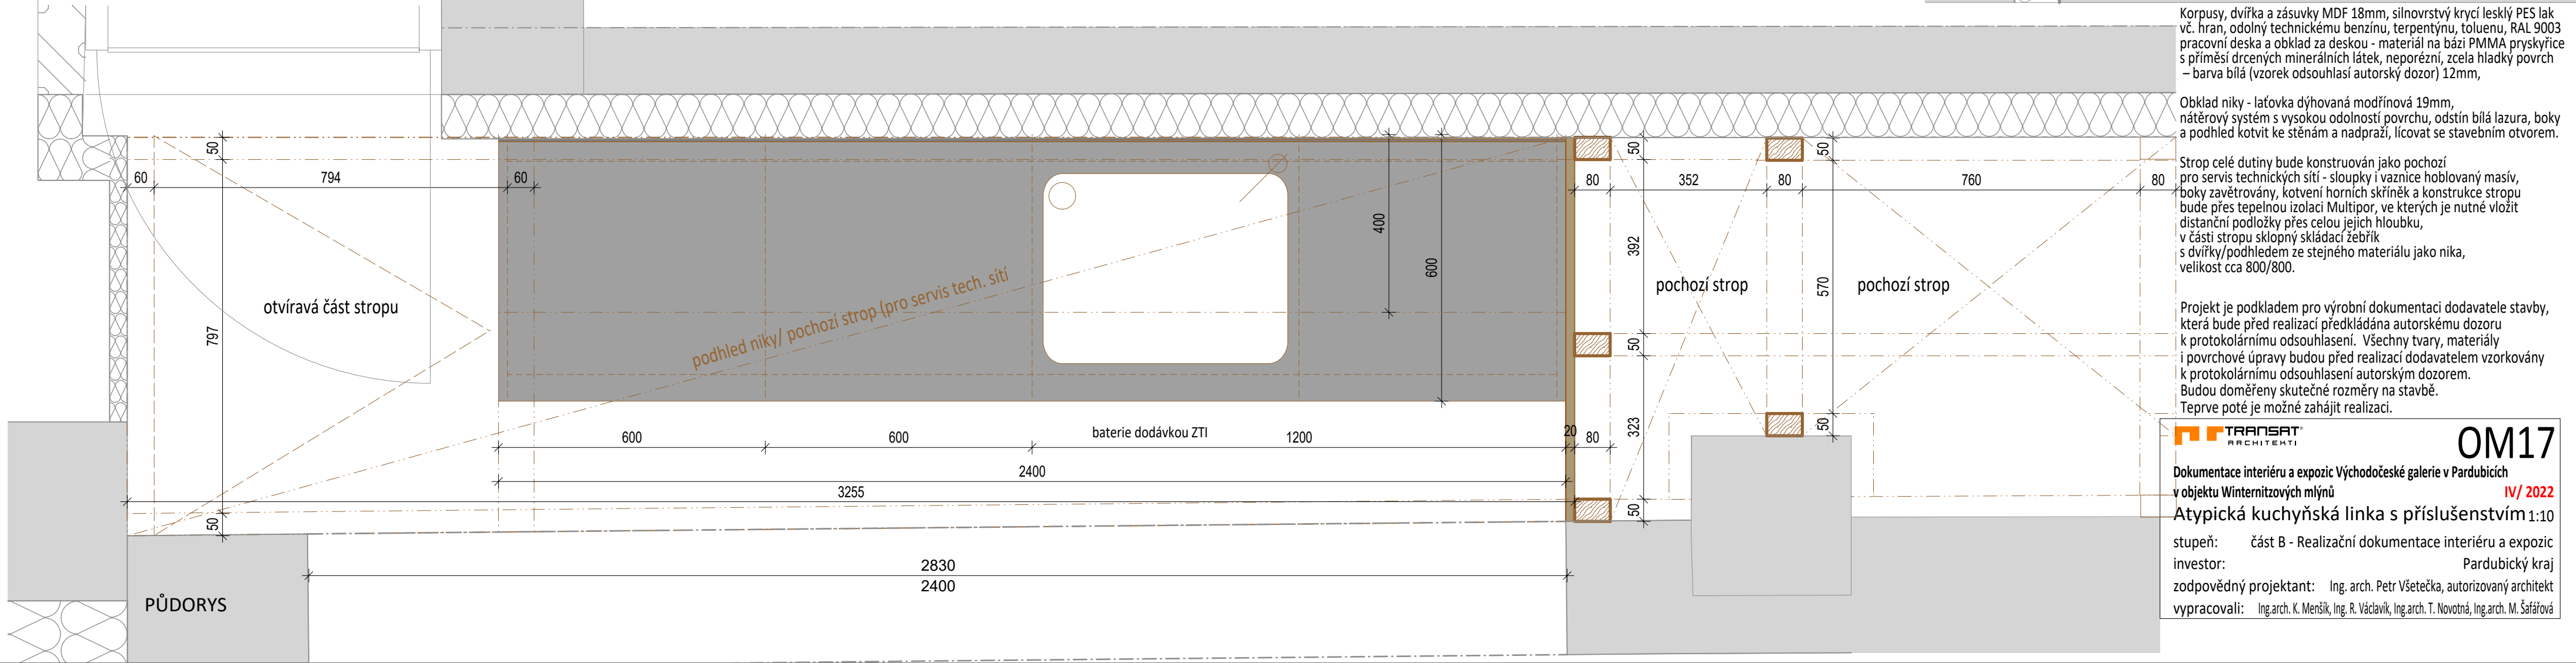 Korpusy, dvířka a zásuvky MDF 18mm, silnovrstvý krycí lesklý PES lak
vč. hran, odolný technickému benzínu, terpentýnu, toluenu, RAL 9003
pracovní deska a obklad za deskou - materiál na bázi PMMA pryskyřice
s příměsí drcených minerálních látek, neporézní, zcela hladký povrch
– barva bílá (vzorek odsouhlasí autorský dozor) 12mm,
Obklad niky - laťovka dýhovaná modřínová 19mm,
nátěrový systém s vysokou odolností povrchu, odstín bílá lazura, boky
a podhled kotvit ke stěnám a nadpraží, lícovat se stavebním otvorem.
Strop celé dutiny bude konstruován jako pochozí
pro servis technických sítí - sloupky i vaznice hoblovaný masív,
boky zavětrovány, kotvení horních skříněk a konstrukce stropu
bude přes tepelnou izolaci Multipor, ve kterých je nutné vložit
distanční podložky přes celou jejich hloubku,
v části stropu sklopný skládací žebřík
s dvířky/podhledem ze stejného materiálu jako nika,
velikost cca 800/800.
Projekt je podkladem pro výrobní dokumentaci dodavatele stavby,
která bude před realizací předkládána autorskému dozoru
k protokolárnímu odsouhlasení. Všechny tvary, materiály
i povrchové úpravy budou před realizací dodavatelem vzorkovány
k protokolárnímu odsouhlasení autorským dozorem.
Budou doměřeny skutečné rozměry na stavbě.
Teprve poté je možné zahájit realizaci.
50
50
50
60
794
60
80
352
80
760
80
400
392
600
570
otvíravá část stropu
pochozí strop
pochozí strop
podhled niky/ pochozí strop (pro servis tech. sítí
797
50
600
600
baterie dodávkou ZTI
1200
20
80
323
50
2400
3255
50
50
2830
2400
PŮDORYS
TRANSAT
ARCHITEKTI
OM17
Dokumentace interiéru a expozic Východočeské galerie v Pardubicích
v objektu Winternitzových mlýnů
IV/ 2022
Atypická kuchyňská linka s příslušenstvím 1:10
stupeň: část B - Realizační dokumentace interiéru a expozic
investor: Pardubický kraj
zodpovědný projektant: Ing. arch. Petr Všetečka, autorizovaný architekt
vypracovali: Ing.arch. K. Menšík, Ing. R. Václavík, Ing.arch. T. Novotná, Ing.arch. M. Šafářová